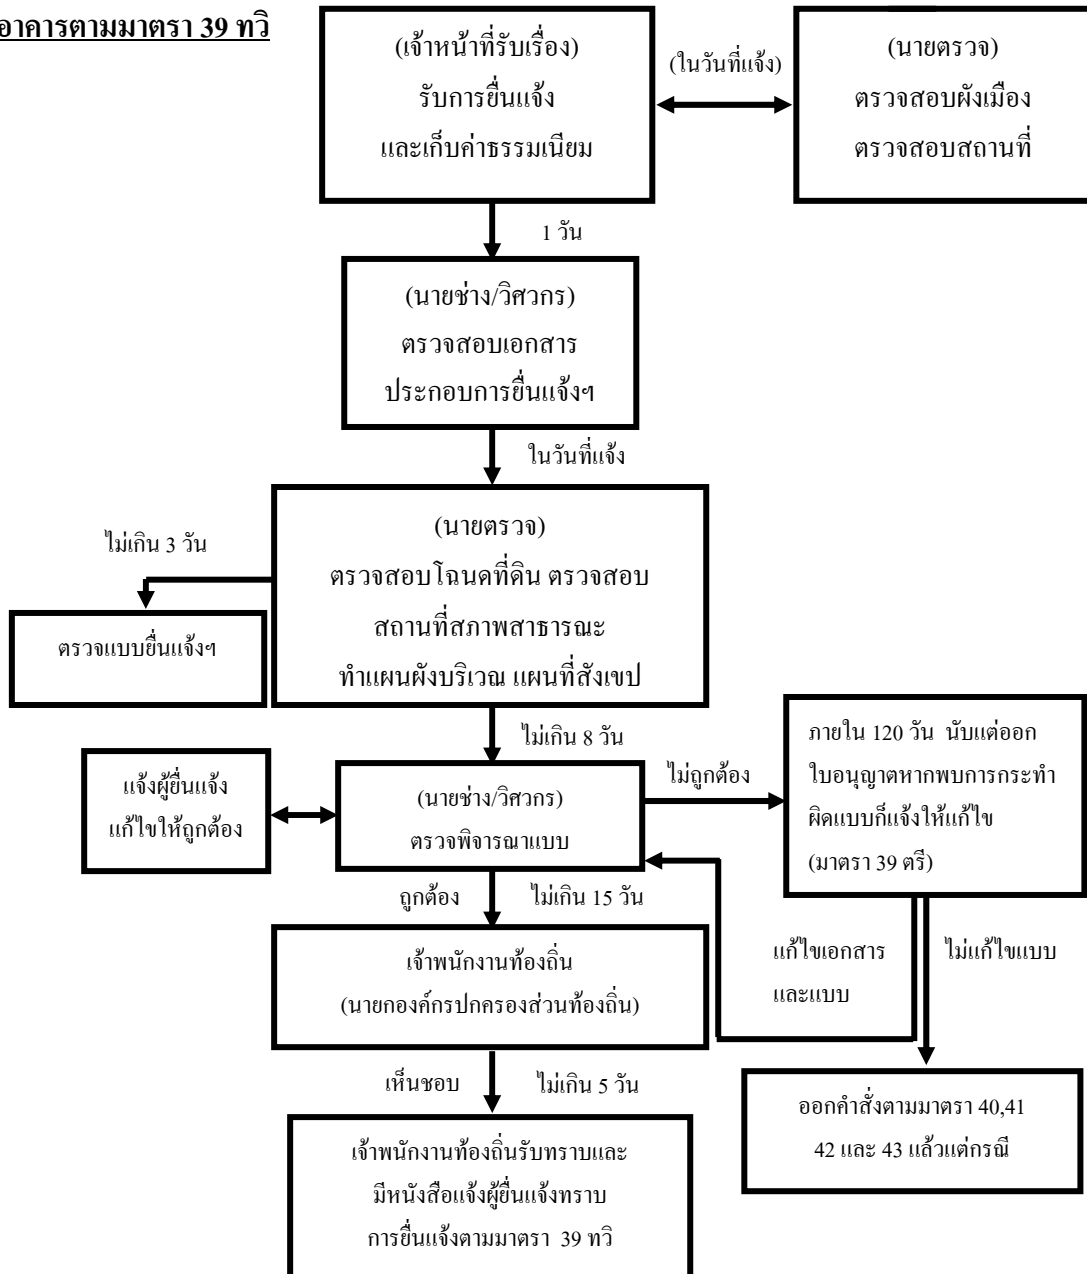 อาคารตามมาตรา 39 ทวิ
(เจ้าหน้าที่รับเรื่อง)
รับการยื่นแจ้ง
และเก็บค่าธรรมเนียม
(ในวันที่แจ้ง)
(นายตรวจ)
ตรวจสอบผังเมือง
ตรวจสอบสถานที่
1 วัน
(นายช่าง/วิศวกร)
ตรวจสอบเอกสาร
ประกอบการยื่นแจ้งฯ
ในวันที่แจ้ง
(นายตรวจ)
ตรวจสอบโฉนดที่ดิน ตรวจสอบ
สถานที่สภาพสาธารณะ
ทำแผนผังบริเวณ แผนที่สังเขป
ไม่เกิน 3 วัน
ตรวจแบบยื่นแจ้งฯ
ไม่เกิน 8 วัน
(นายช่าง/วิศวกร)
ตรวจพิจารณาแบบ
แจ้งผู้ยื่นแจ้ง
แก้ไขให้ถูกต้อง
ไม่ถูกต้อง
ภายใน 120 วัน นับแต่ออก
ใบอนุญาตหากพบการกระทำ
ผิดแบบก็แจ้งให้แก้ไข
(มาตรา 39 ตรี)
ถูกต้อง
ไม่เกิน 15 วัน
แก้ไขเอกสาร
และแบบ
ไม่แก้ไขแบบ
เจ้าพนักงานท้องถิ่น
(นายกองค์กรปกครองส่วนท้องถิ่น)
เห็นชอบ
ไม่เกิน 5 วัน
ออกคำสั่งตามมาตรา 40,41
42 และ 43 แล้วแต่กรณี
เจ้าพนักงานท้องถิ่นรับทราบและ
มีหนังสือแจ้งผู้ยื่นแจ้งทราบ
การยื่นแจ้งตามมาตรา 39 ทวิ